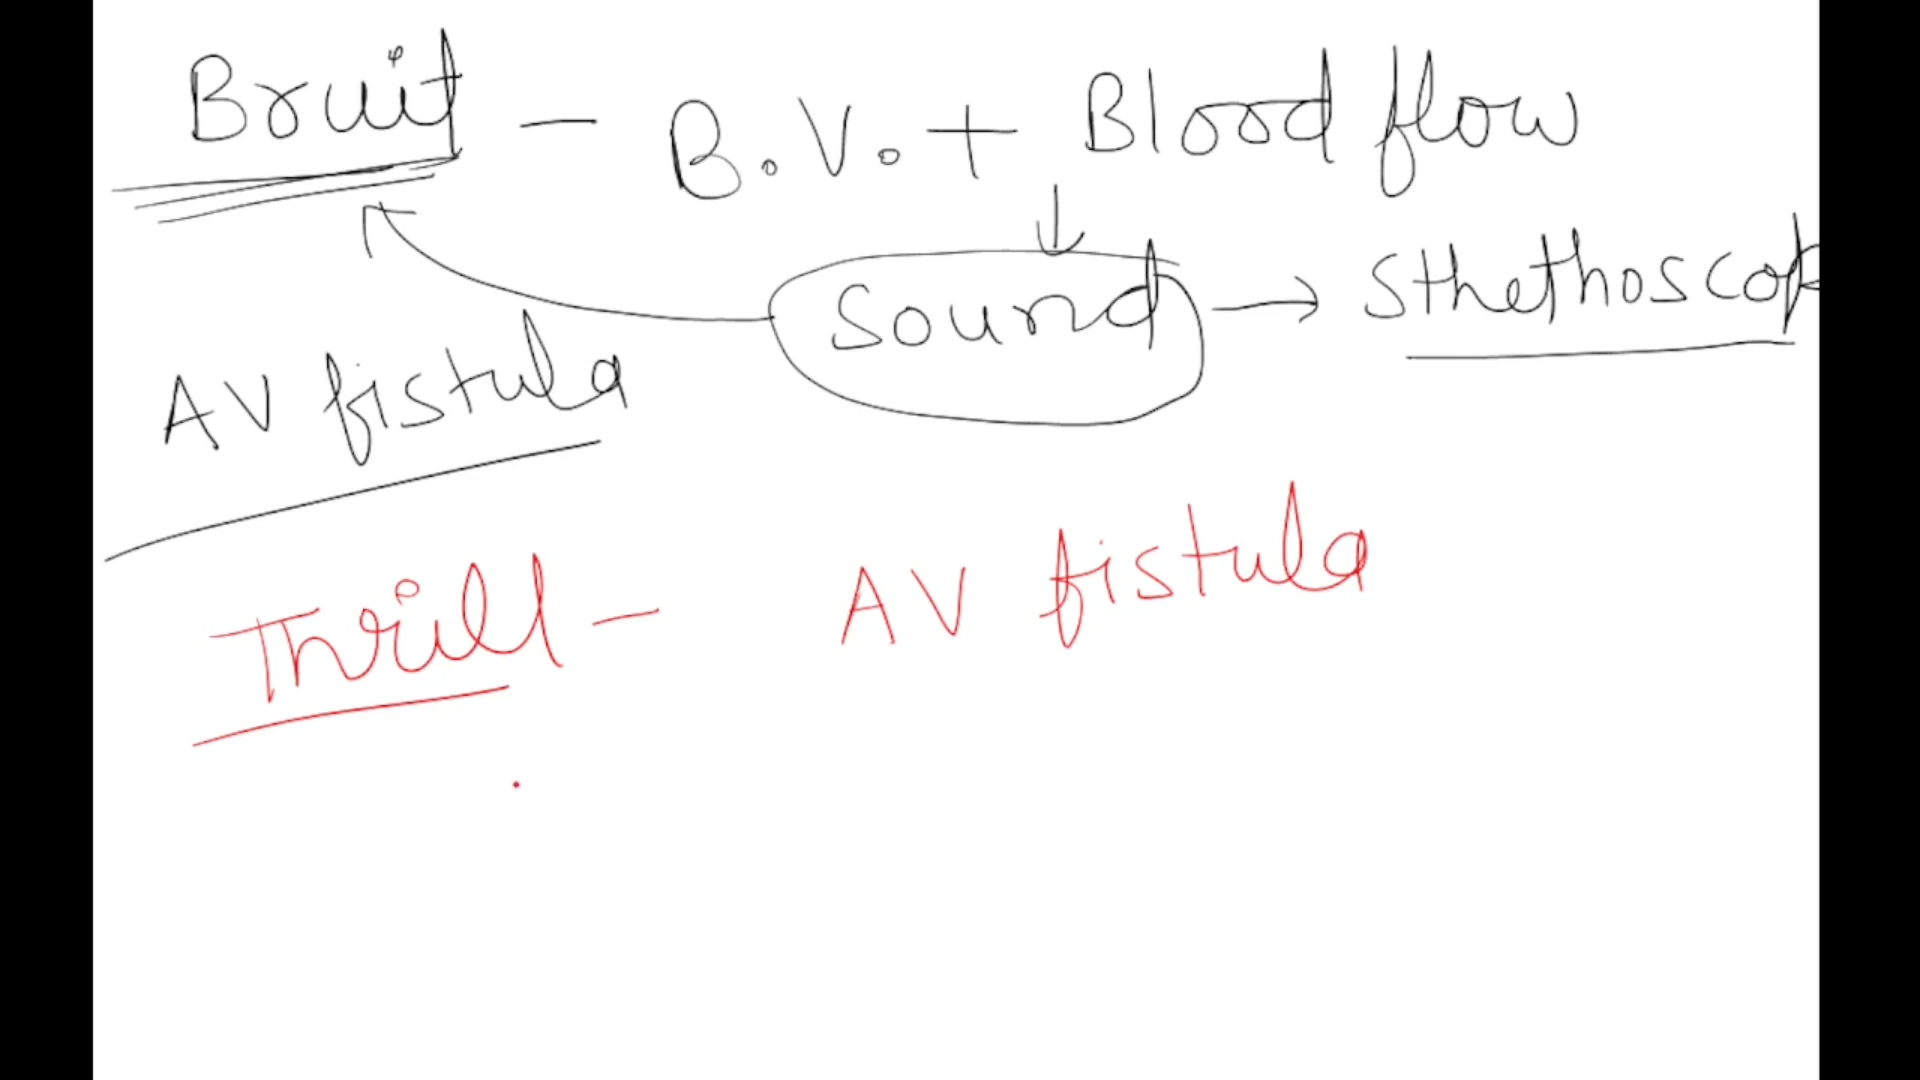 Bruit - B.V. + Blood flow
↓
Sound → Sthethoscop
AV fistula
Thrill - AV fistula